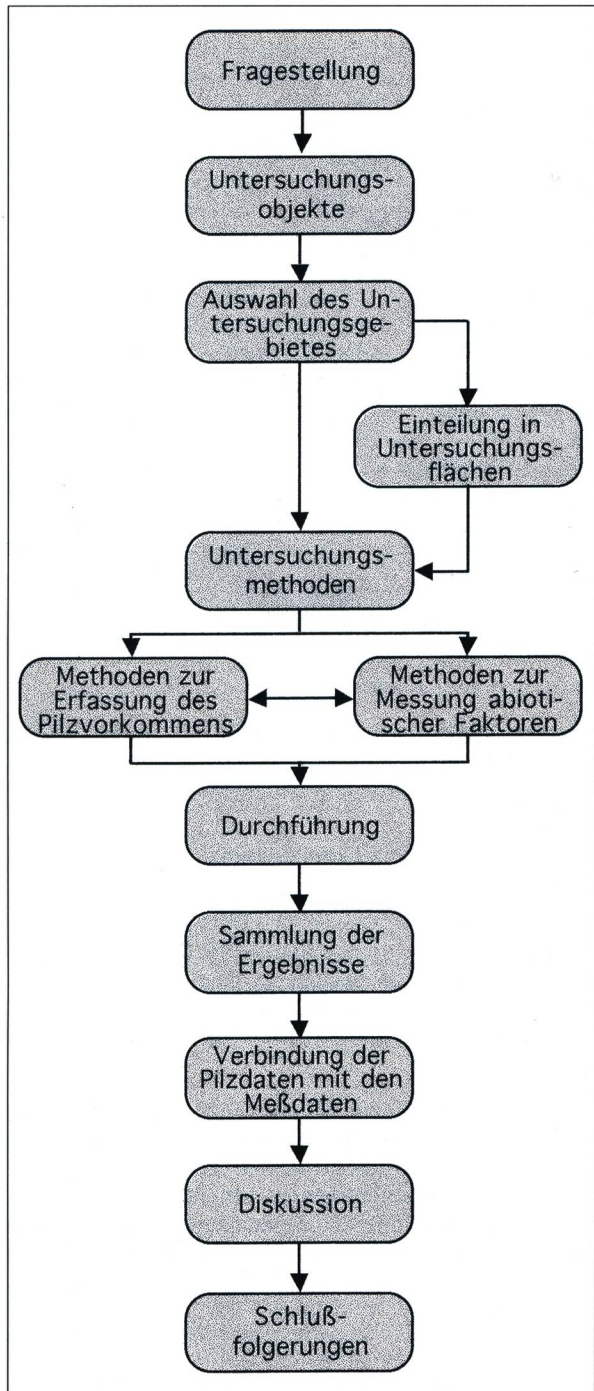 Fragestellung
Untersuchungs-
objekte
Auswahl des Un-
tersuchungsge-
bietes
Einteilung in
Untersuchungs-
flächen
Untersuchungs-
methoden
Methoden zur
Erfassung des
Pilzvorkommens
Methoden zur
Messung abioti-
scher Faktoren
Durchführung
Sammlung der
Ergebnisse
Verbindung der
Pilzdaten mit den
Meßdaten
Diskussion
Schluß-
folgerungen